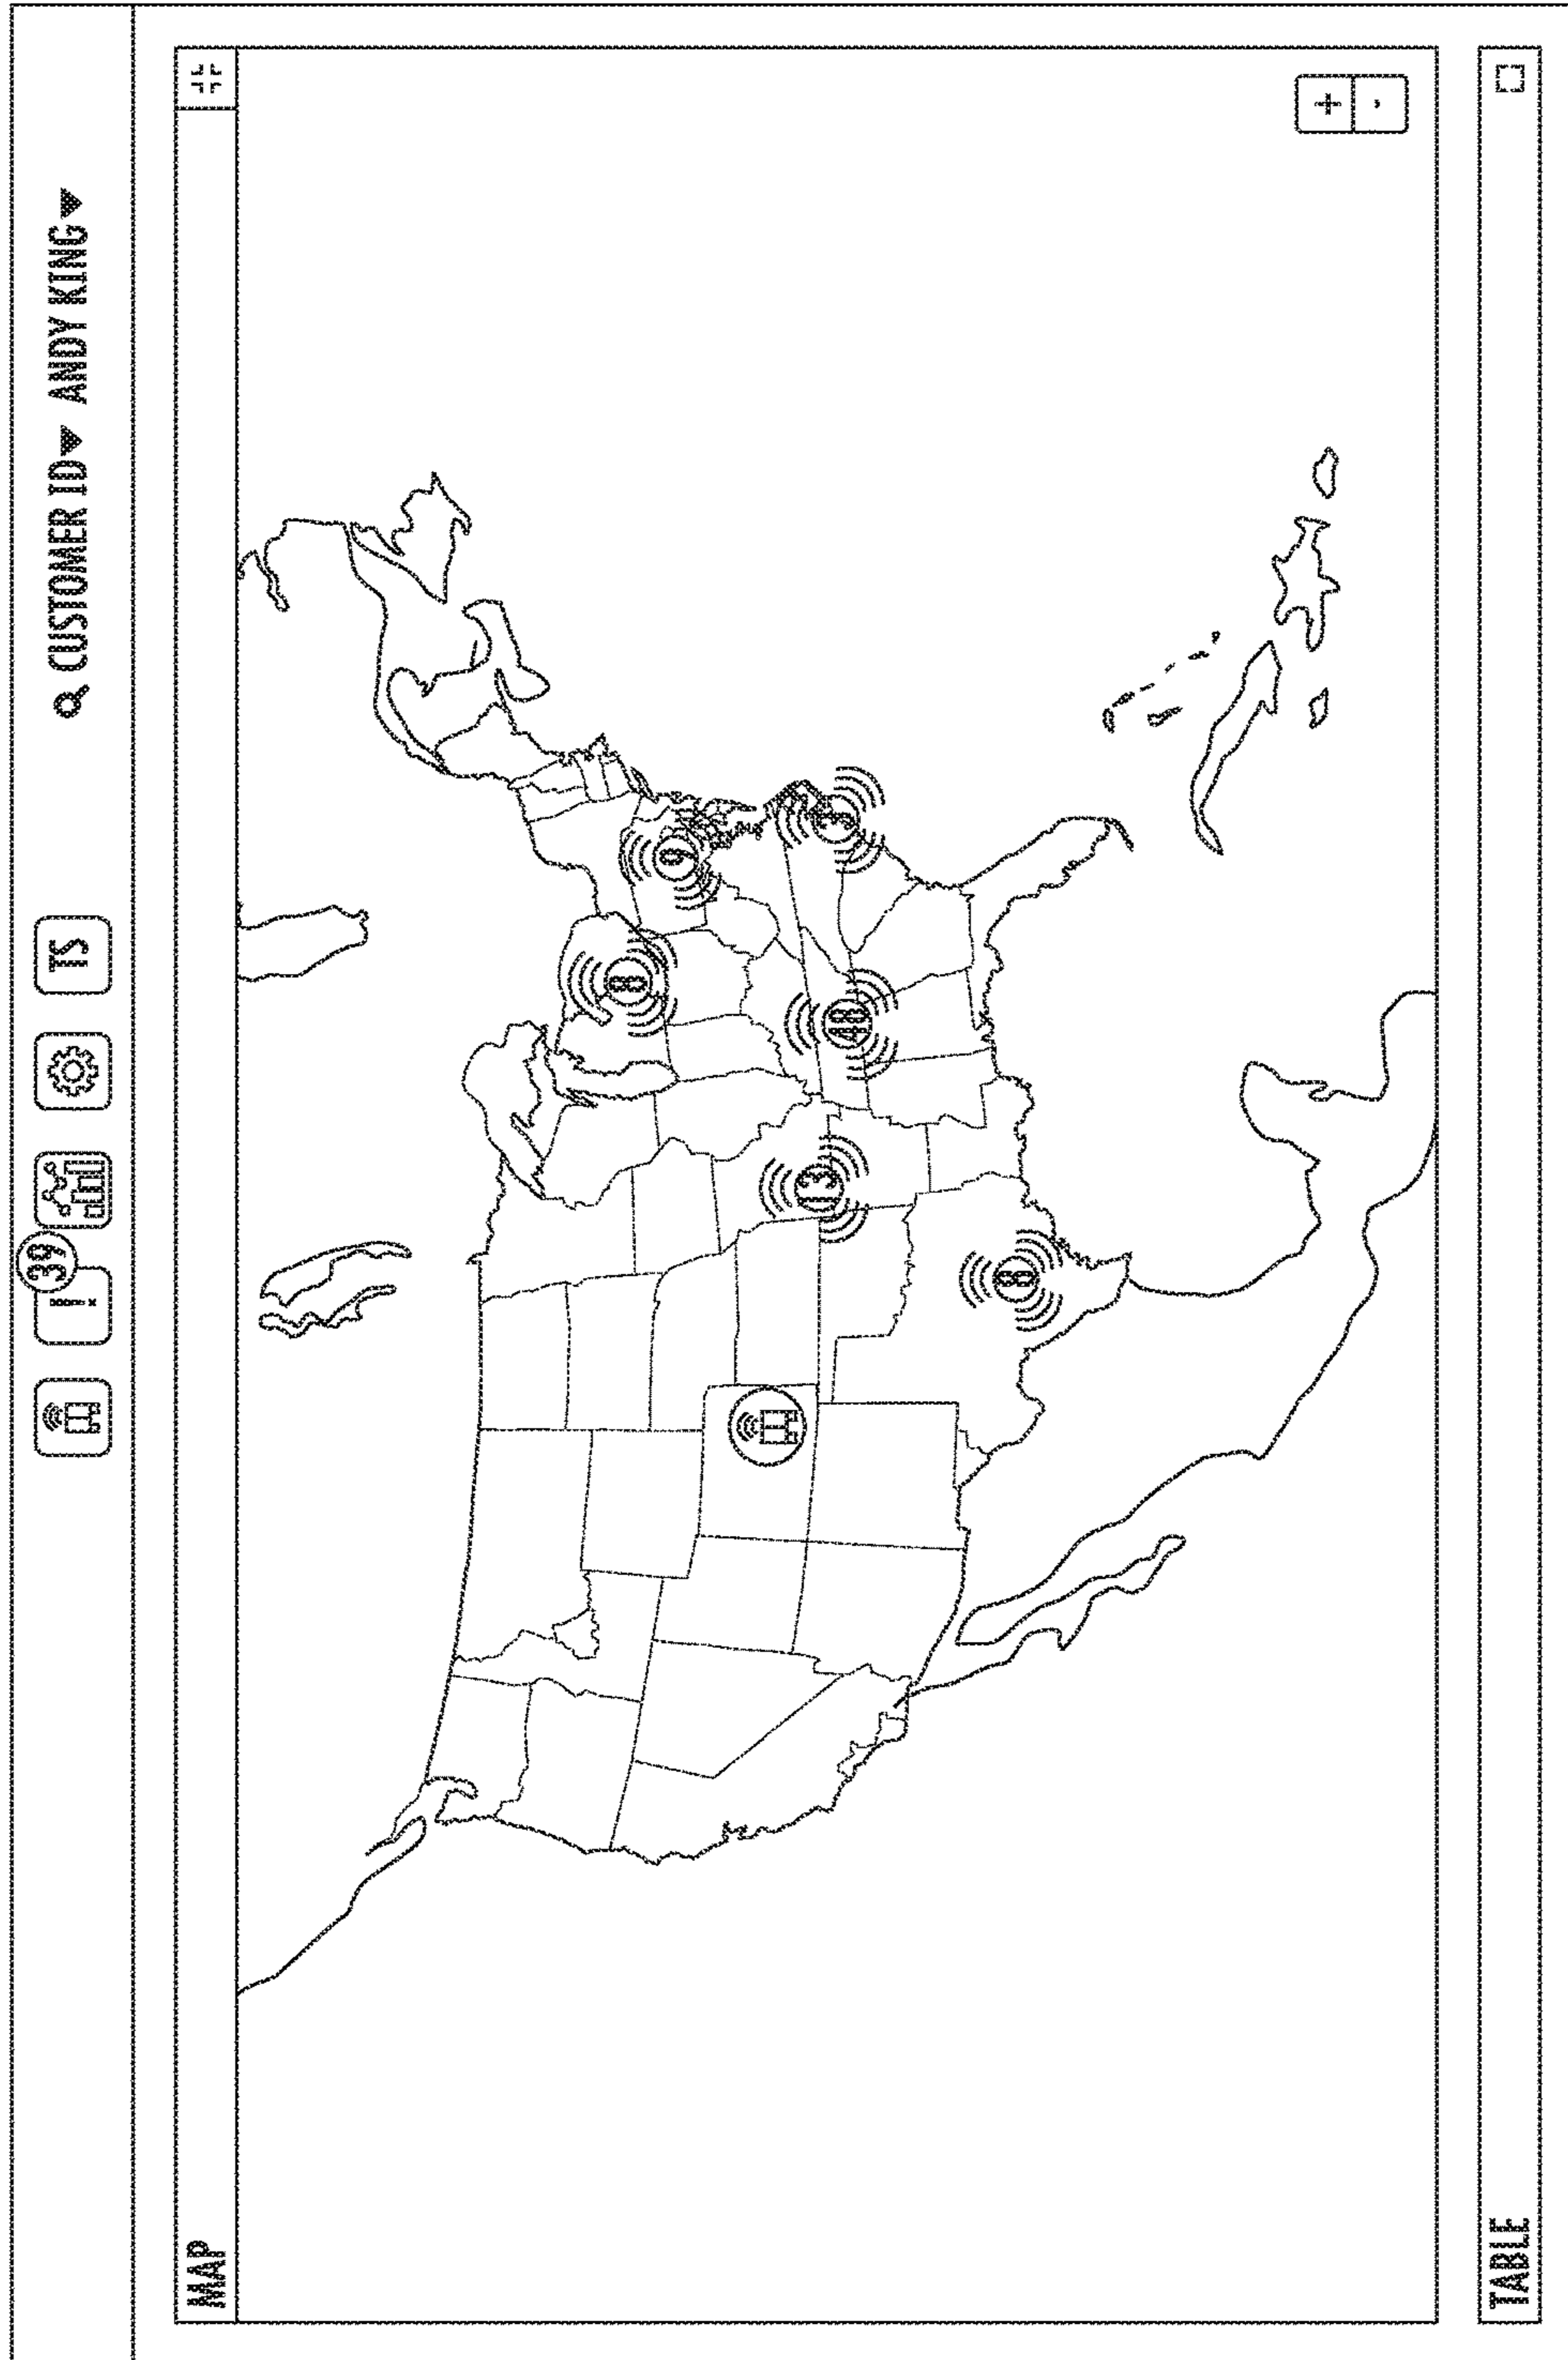 ! 39 TS CUSTOMER ID ANDY KING
MAP
8
9
48
3
13
8
+
-
TABLE